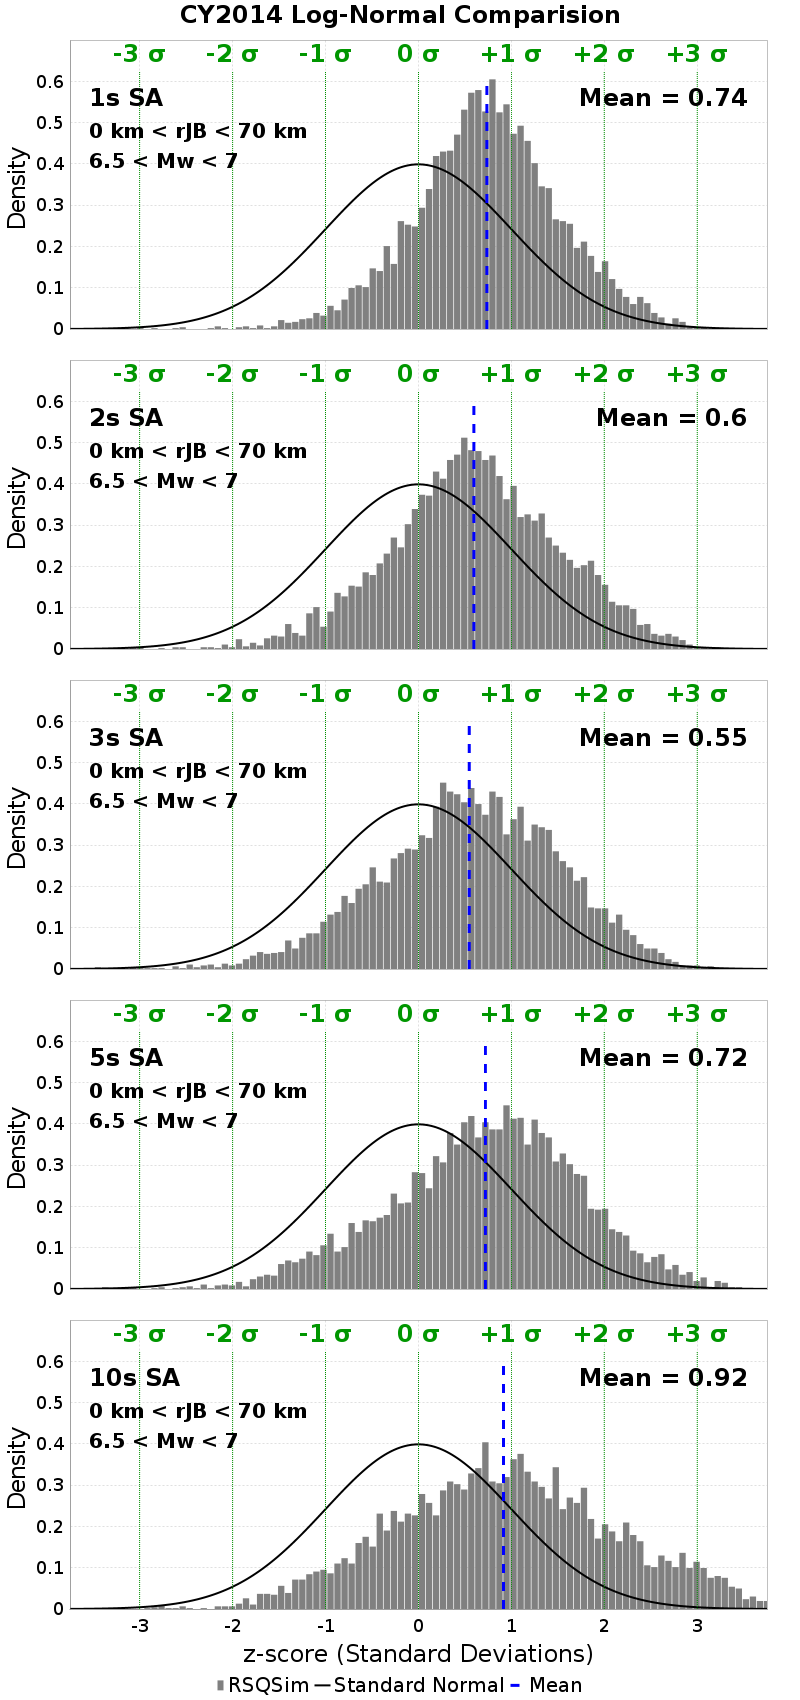 CY2014 Log-Normal Comparision
-3 σ -2 σ -1 σ 0 σ +1 σ +2 σ +3 σ
1s SA
Mean = 0.74
0 km < rJB < 70 km
6.5 < Mw < 7
0.6
0.5
0.4
0.3
0.2
0.1
0
Density
-3 σ -2 σ -1 σ 0 σ +1 σ +2 σ +3 σ
2s SA
Mean = 0.6
0 km < rJB < 70 km
6.5 < Mw < 7
0.6
0.5
0.4
0.3
0.2
0.1
0
Density
-3 σ -2 σ -1 σ 0 σ +1 σ +2 σ +3 σ
3s SA
Mean = 0.55
0 km < rJB < 70 km
6.5 < Mw < 7
0.6
0.5
0.4
0.3
0.2
0.1
0
Density
-3 σ -2 σ -1 σ 0 σ +1 σ +2 σ +3 σ
5s SA
Mean = 0.72
0 km < rJB < 70 km
6.5 < Mw < 7
0.6
0.5
0.4
0.3
0.2
0.1
0
Density
-3 σ -2 σ -1 σ 0 σ +1 σ +2 σ +3 σ
10s SA
Mean = 0.92
0 km < rJB < 70 km
6.5 < Mw < 7
0.6
0.5
0.4
0.3
0.2
0.1
0
Density
-3 -2 -1 0 1 2 3
z-score (Standard Deviations)
RSQSim Standard Normal Mean